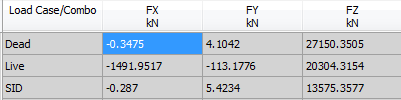 Load Case/Combo FX FY FZ
kN kN kN
Dead -0.3475 4.1042 27150.3505
Live -1491.9517 -113.1776 20304.3154
SID -0.287 5.4234 13575.3577